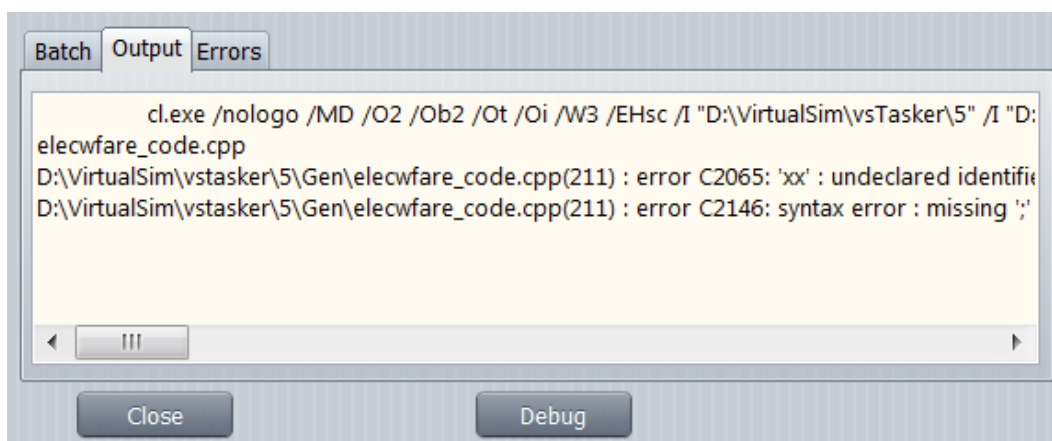 Batch Output Errors
cl.exe /nologo /MD /O2 /Ob2 /Ot /Oi /W3 /EHsc /I "D:\VirtualSim\vsTasker\5" /I "D:
elecwfare_code.cpp
D:\VirtualSim\vstasker\5\Gen\elecwfare_code.cpp(211) : error C2065: 'xx' : undeclared identifie
D:\VirtualSim\vstasker\5\Gen\elecwfare_code.cpp(211) : error C2146: syntax error : missing ';'
Close Debug